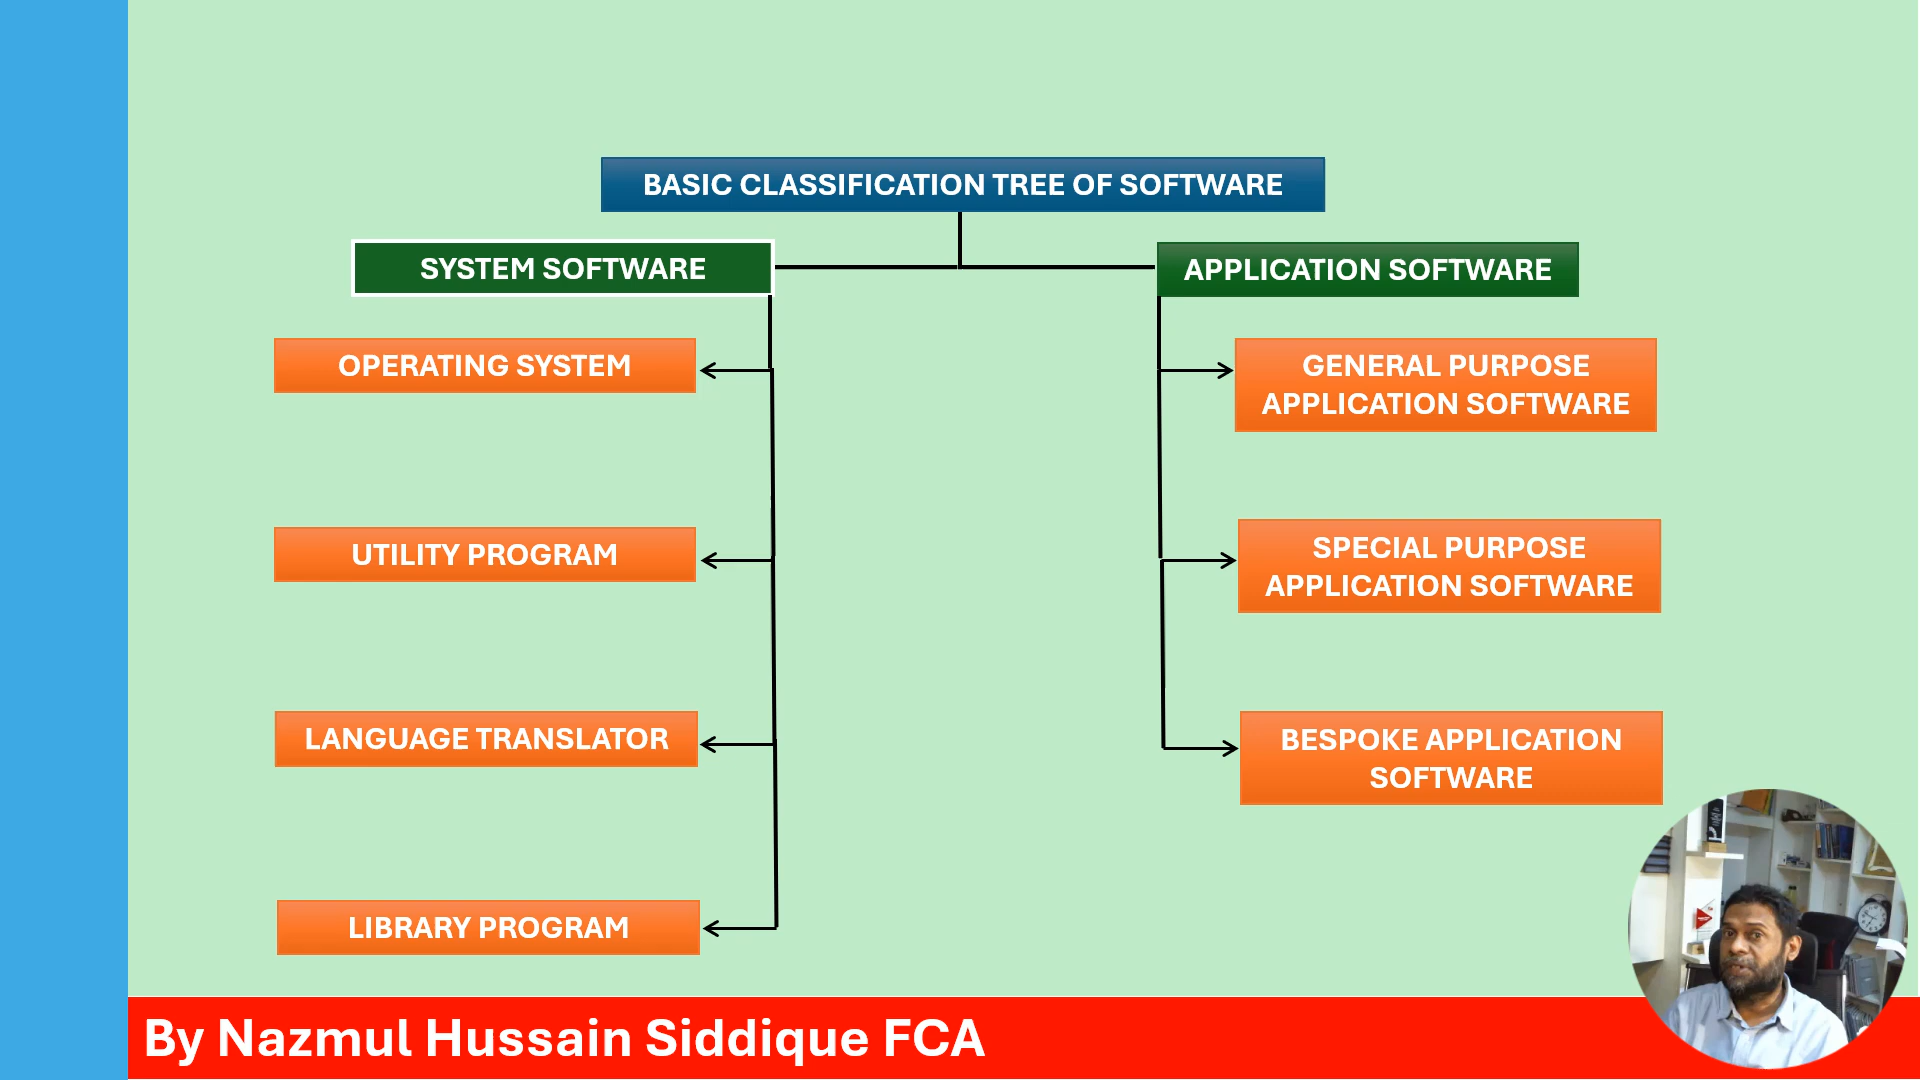 BASIC CLASSIFICATION TREE OF SOFTWARE
SYSTEM SOFTWARE
APPLICATION SOFTWARE
OPERATING SYSTEM
GENERAL PURPOSE
APPLICATION SOFTWARE
UTILITY PROGRAM
SPECIAL PURPOSE
APPLICATION SOFTWARE
LANGUAGE TRANSLATOR
BESPOKE APPLICATION
SOFTWARE
LIBRARY PROGRAM
By Nazmul Hussain Siddique FCA